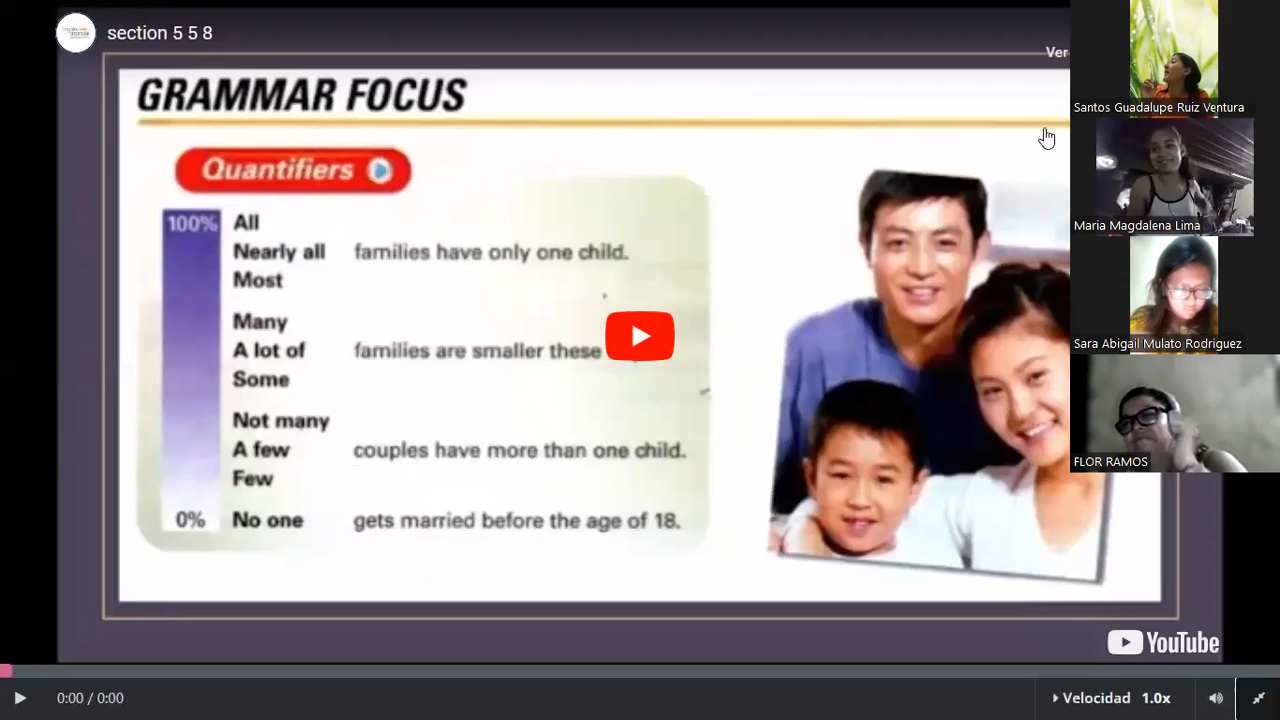 section 5 5 8
Ver
GRAMMAR FOCUS
Quantifiers
100% All
Nearly all families have only one child.
Most
Many
A lot of families are smaller these
Some
Not many
A few couples have more than one child.
Few
0% No one gets married before the age of 18.
Santos Guadalupe Ruiz Ventura
Maria Magdalena Lima
Sara Abigail Mulato Rodriguez
FLOR RAMOS
YouTube
0:00 / 0:00
Velocidad 1.0x